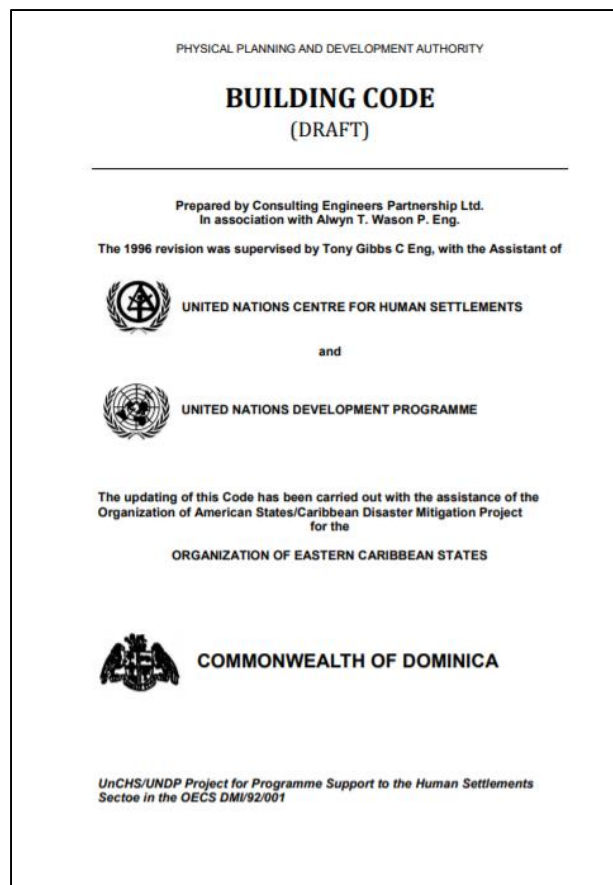 PHYSICAL PLANNING AND DEVELOPMENT AUTHORITY
BUILDING CODE
(DRAFT)
Prepared by Consulting Engineers Partnership Ltd.
In association with Alwyn T. Wason P. Eng.
The 1996 revision was supervised by Tony Gibbs C Eng, with the Assistant of
UNITED NATIONS CENTRE FOR HUMAN SETTLEMENTS
and
UNITED NATIONS DEVELOPMENT PROGRAMME
The updating of this Code has been carried out with the assistance of the
Organization of American States/Caribbean Disaster Mitigation Project
for the
ORGANIZATION OF EASTERN CARIBBEAN STATES
COMMONWEALTH OF DOMINICA
UnCHS/UNDP Project for Programme Support to the Human Settlements
Sectoe in the OECS DMI/92/001